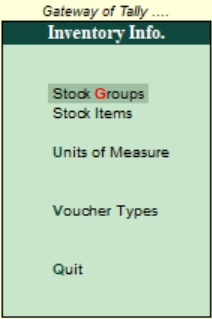 Gateway of Tally ....
Inventory Info.
Stock Groups
Stock Items
Units of Measure
Voucher Types
Quit